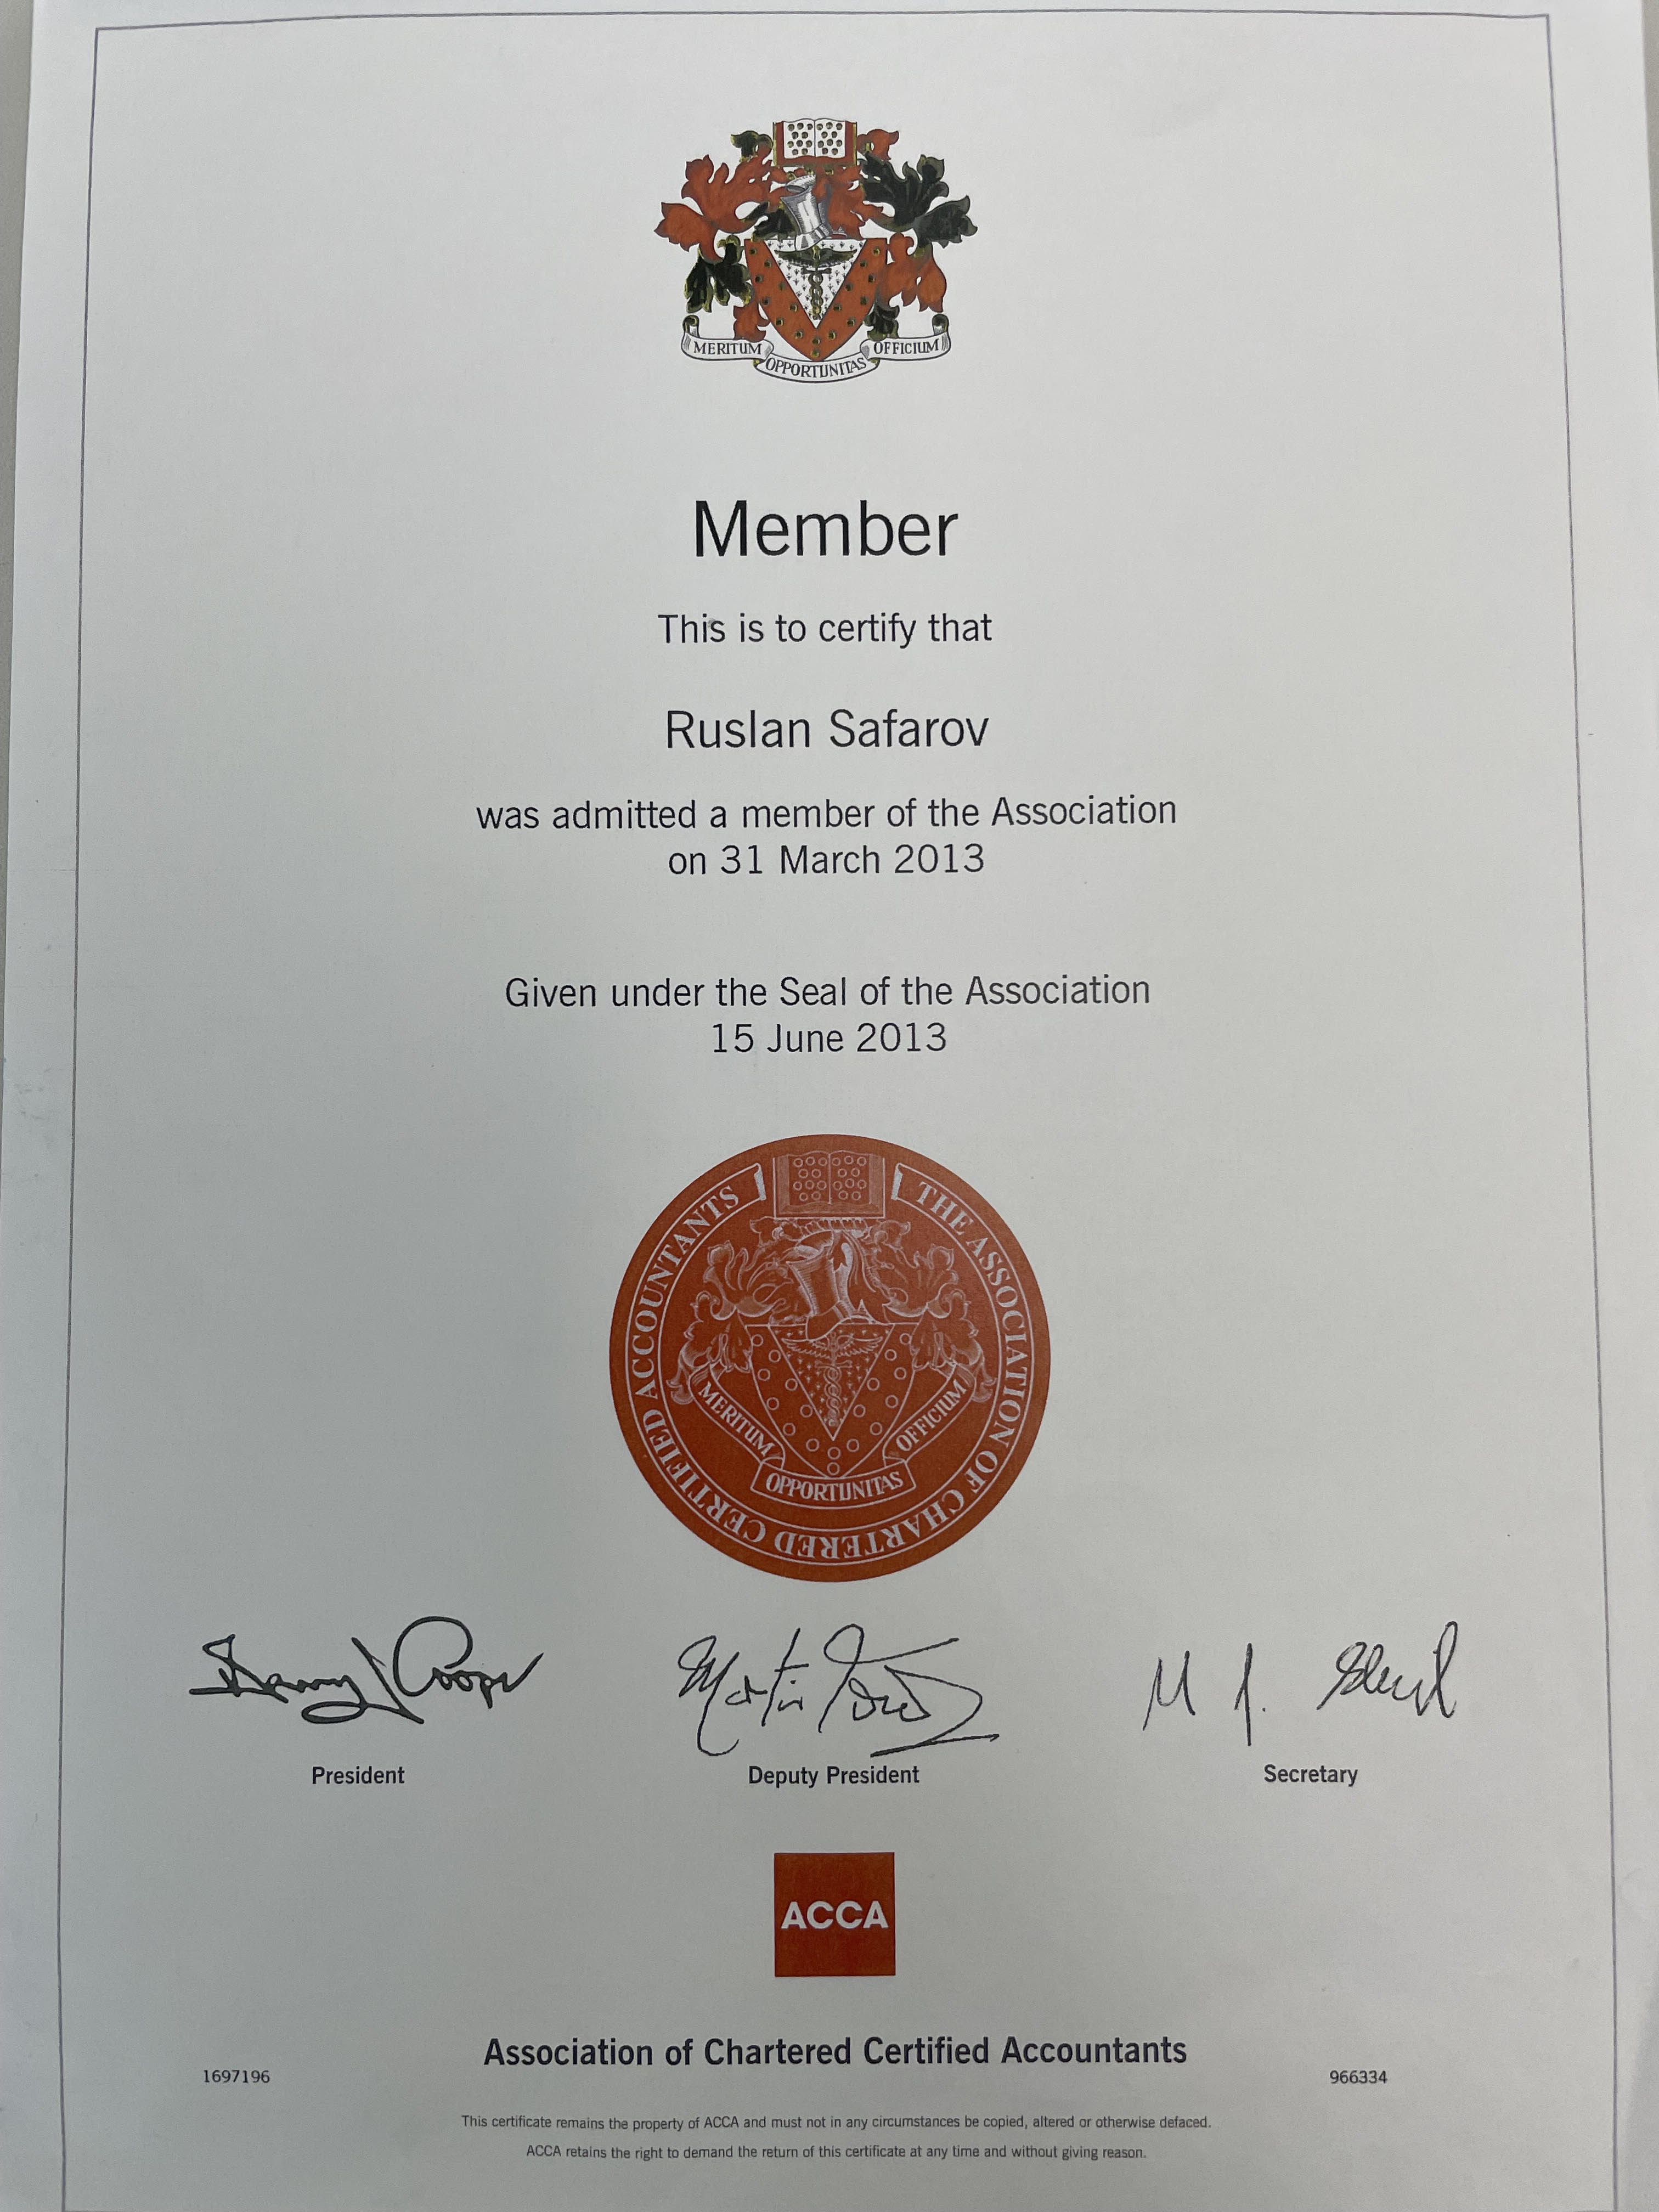 MERITUM OPPORTUNITAS OFFICIUM
Member
This is to certify that
Ruslan Safarov
was admitted a member of the Association
on 31 March 2013
Given under the Seal of the Association
15 June 2013
THE ASSOCIATION OF CHARTERED CERTIFIED ACCOUNTANTS
MERITUM OPPORTUNITAS OFFICIUM
President
Deputy President
Secretary
ACCA
Association of Chartered Certified Accountants
1697196
966334
This certificate remains the property of ACCA and must not in any circumstances be copied, altered or otherwise defaced.
ACCA retains the right to demand the return of this certificate at any time and without giving reason.